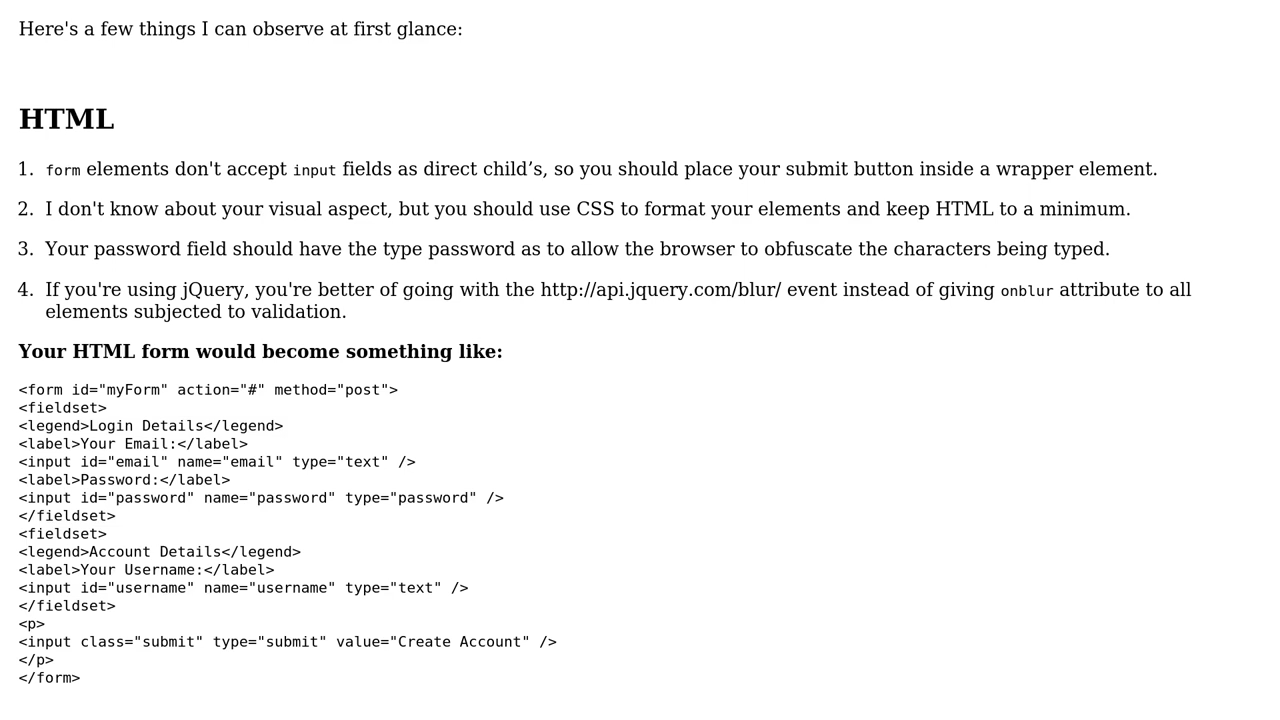 Here's a few things I can observe at first glance:
HTML
1. form elements don't accept input fields as direct child’s, so you should place your submit button inside a wrapper element.
2. I don't know about your visual aspect, but you should use CSS to format your elements and keep HTML to a minimum.
3. Your password field should have the type password as to allow the browser to obfuscate the characters being typed.
4. If you're using jQuery, you're better of going with the http://api.jquery.com/blur/ event instead of giving onblur attribute to all
elements subjected to validation.
Your HTML form would become something like:
<form id="myForm" action="#" method="post">
<fieldset>
<legend>Login Details</legend>
<label>Your Email:</label>
<input id="email" name="email" type="text" />
<label>Password:</label>
<input id="password" name="password" type="password" />
</fieldset>
<fieldset>
<legend>Account Details</legend>
<label>Your Username:</label>
<input id="username" name="username" type="text" />
</fieldset>
<p>
<input class="submit" type="submit" value="Create Account" />
</p>
</form>